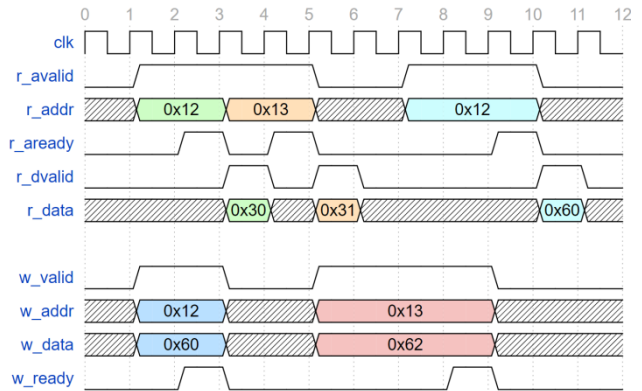 0 1 2 3 4 5 6 7 8 9 10 11 12
clk
r_avalid
r_addr 0x12 0x13 0x12
r_aready
r_dvalid
r_data 0x30 0x31 0x60
w_valid
w_addr 0x12 0x13
w_data 0x60 0x62
w_ready